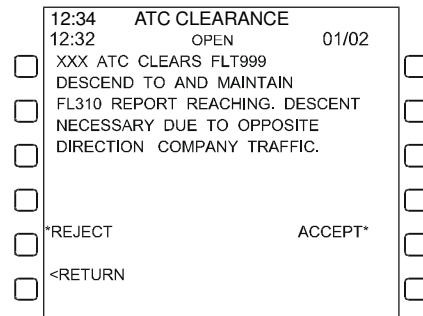 12:34 ATC CLEARANCE
12:32 OPEN 01/02
XXX ATC CLEARS FLT999
DESCEND TO AND MAINTAIN
FL310 REPORT REACHING. DESCENT
NECESSARY DUE TO OPPOSITE
DIRECTION COMPANY TRAFFIC.
*REJECT ACCEPT*
<RETURN